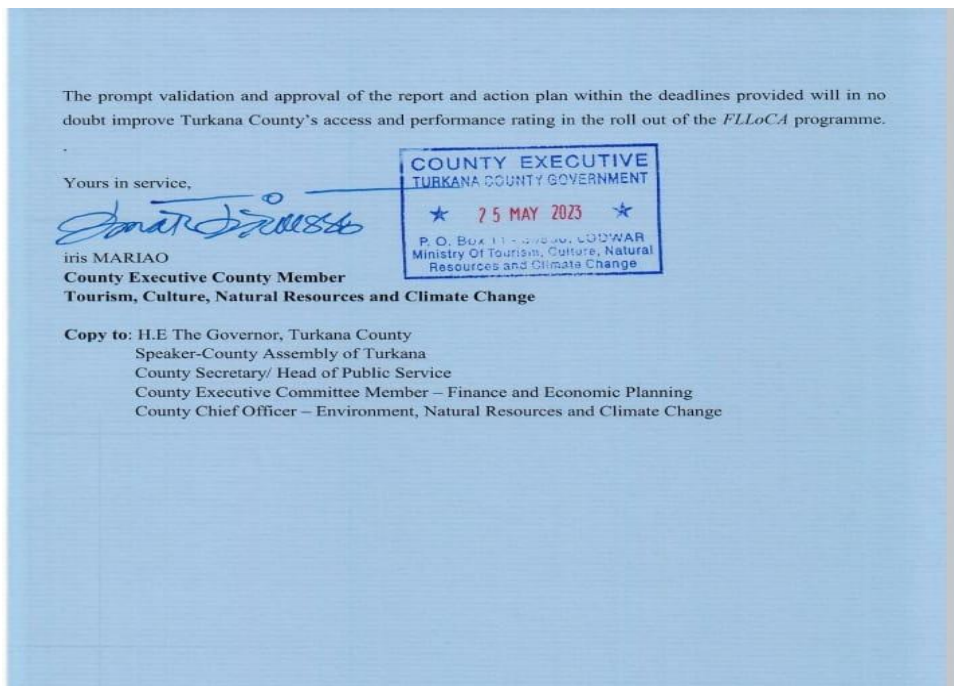 The prompt validation and approval of the report and action plan within the deadlines provided will in no
doubt improve Turkana County's access and performance rating in the roll out of the FLLoCA programme.
.
Yours in service,
COUNTY EXECUTIVE
TURKANA COUNTY GOVERNMENT
25 MAY 2023
P. O. Box 11 - LODWAR
Ministry Of Tourism, Culture, Natural
Resources and Climate Change
iris MARIAO
County Executive County Member
Tourism, Culture, Natural Resources and Climate Change
Copy to: H.E The Governor, Turkana County
Speaker-County Assembly of Turkana
County Secretary/ Head of Public Service
County Executive Committee Member – Finance and Economic Planning
County Chief Officer – Environment, Natural Resources and Climate Change